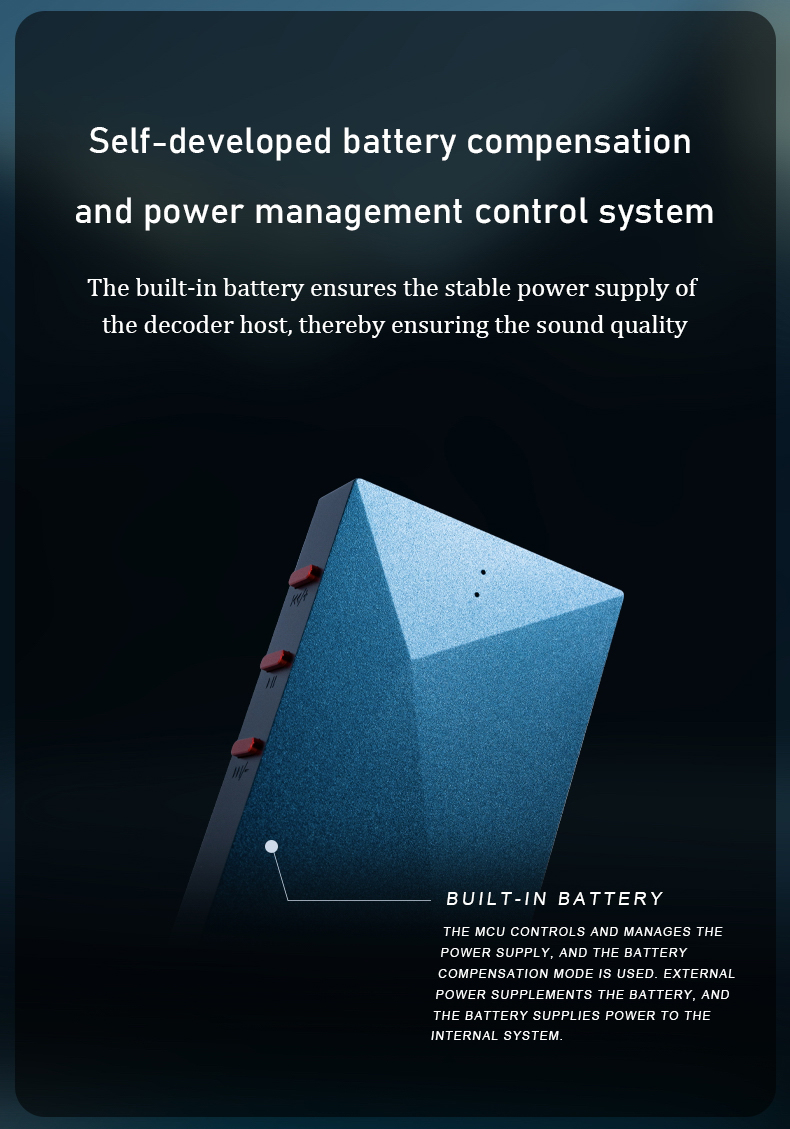 Self-developed battery compensation
and power management control system
The built-in battery ensures the stable power supply of
the decoder host, thereby ensuring the sound quality
BUILT-IN BATTERY
THE MCU CONTROLS AND MANAGES THE
POWER SUPPLY, AND THE BATTERY
COMPENSATION MODE IS USED. EXTERNAL
POWER SUPPLEMENTS THE BATTERY, AND
THE BATTERY SUPPLIES POWER TO THE
INTERNAL SYSTEM.